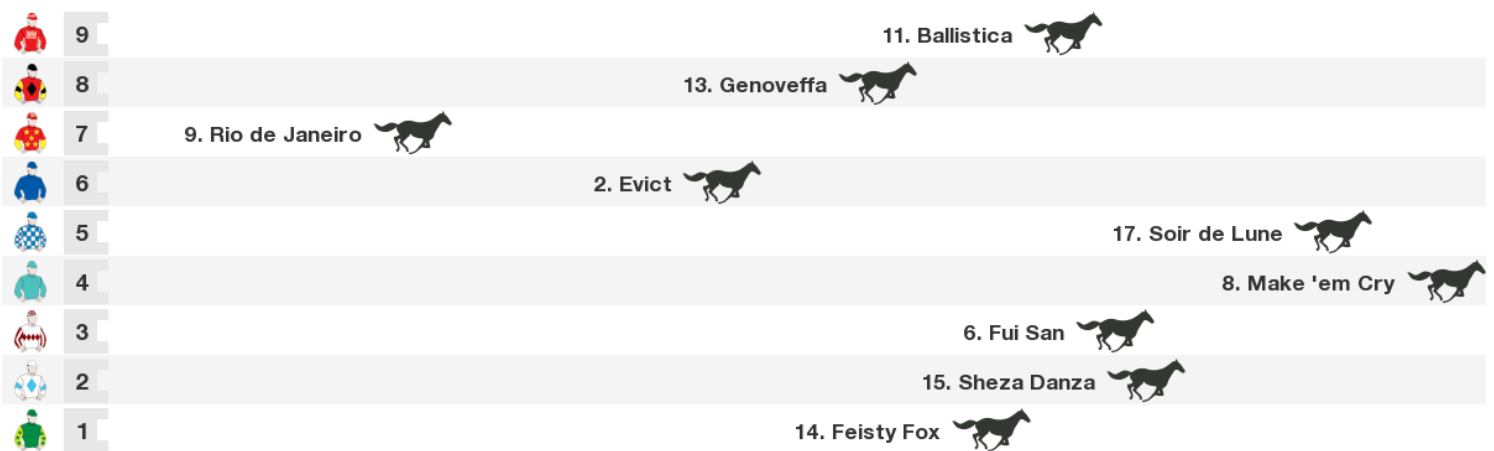 9 11. Ballistica
8 13. Genoveffa
7 9. Rio de Janeiro
6 2. Evict
5 17. Soir de Lune
4 8. Make 'em Cry
3 6. Fui San
2 15. Sheza Danza
1 14. Feisty Fox